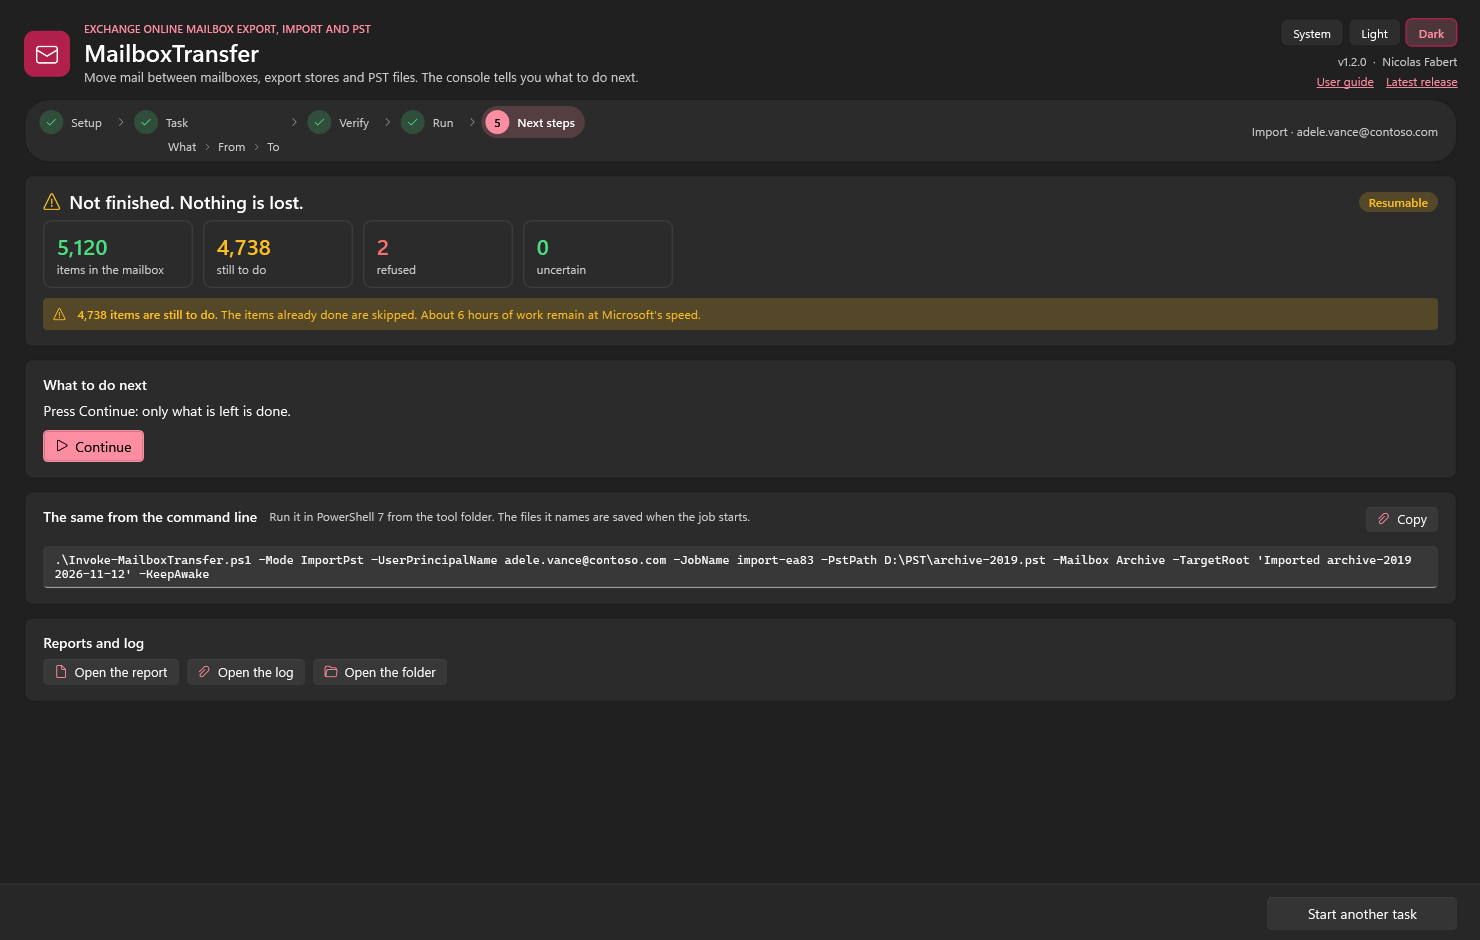 EXCHANGE ONLINE MAILBOX EXPORT, IMPORT AND PST
MailboxTransfer
Move mail between mailboxes, export stores and PST files. The console tells you what to do next.
System
Light
Dark
v1.2.0 · Nicolas Fabert
User guide
Latest release
Setup
Task
Verify
Run
5
Next steps
What
From
To
Import · adele.vance@contoso.com
Not finished. Nothing is lost.
Resumable
5,120
items in the mailbox
4,738
still to do
2
refused
0
uncertain
4,738 items are still to do. The items already done are skipped. About 6 hours of work remain at Microsoft's speed.
What to do next
Press Continue: only what is left is done.
Continue
The same from the command line
Run it in PowerShell 7 from the tool folder. The files it names are saved when the job starts.
Copy
.\Invoke-MailboxTransfer.ps1 -Mode ImportPst -UserPrincipalName adele.vance@contoso.com -JobName import-ea83 -PstPath D:\PST\archive-2019.pst -Mailbox Archive -TargetRoot 'Imported archive-2019
2026-11-12' -KeepAwake
Reports and log
Open the report
Open the log
Open the folder
Start another task